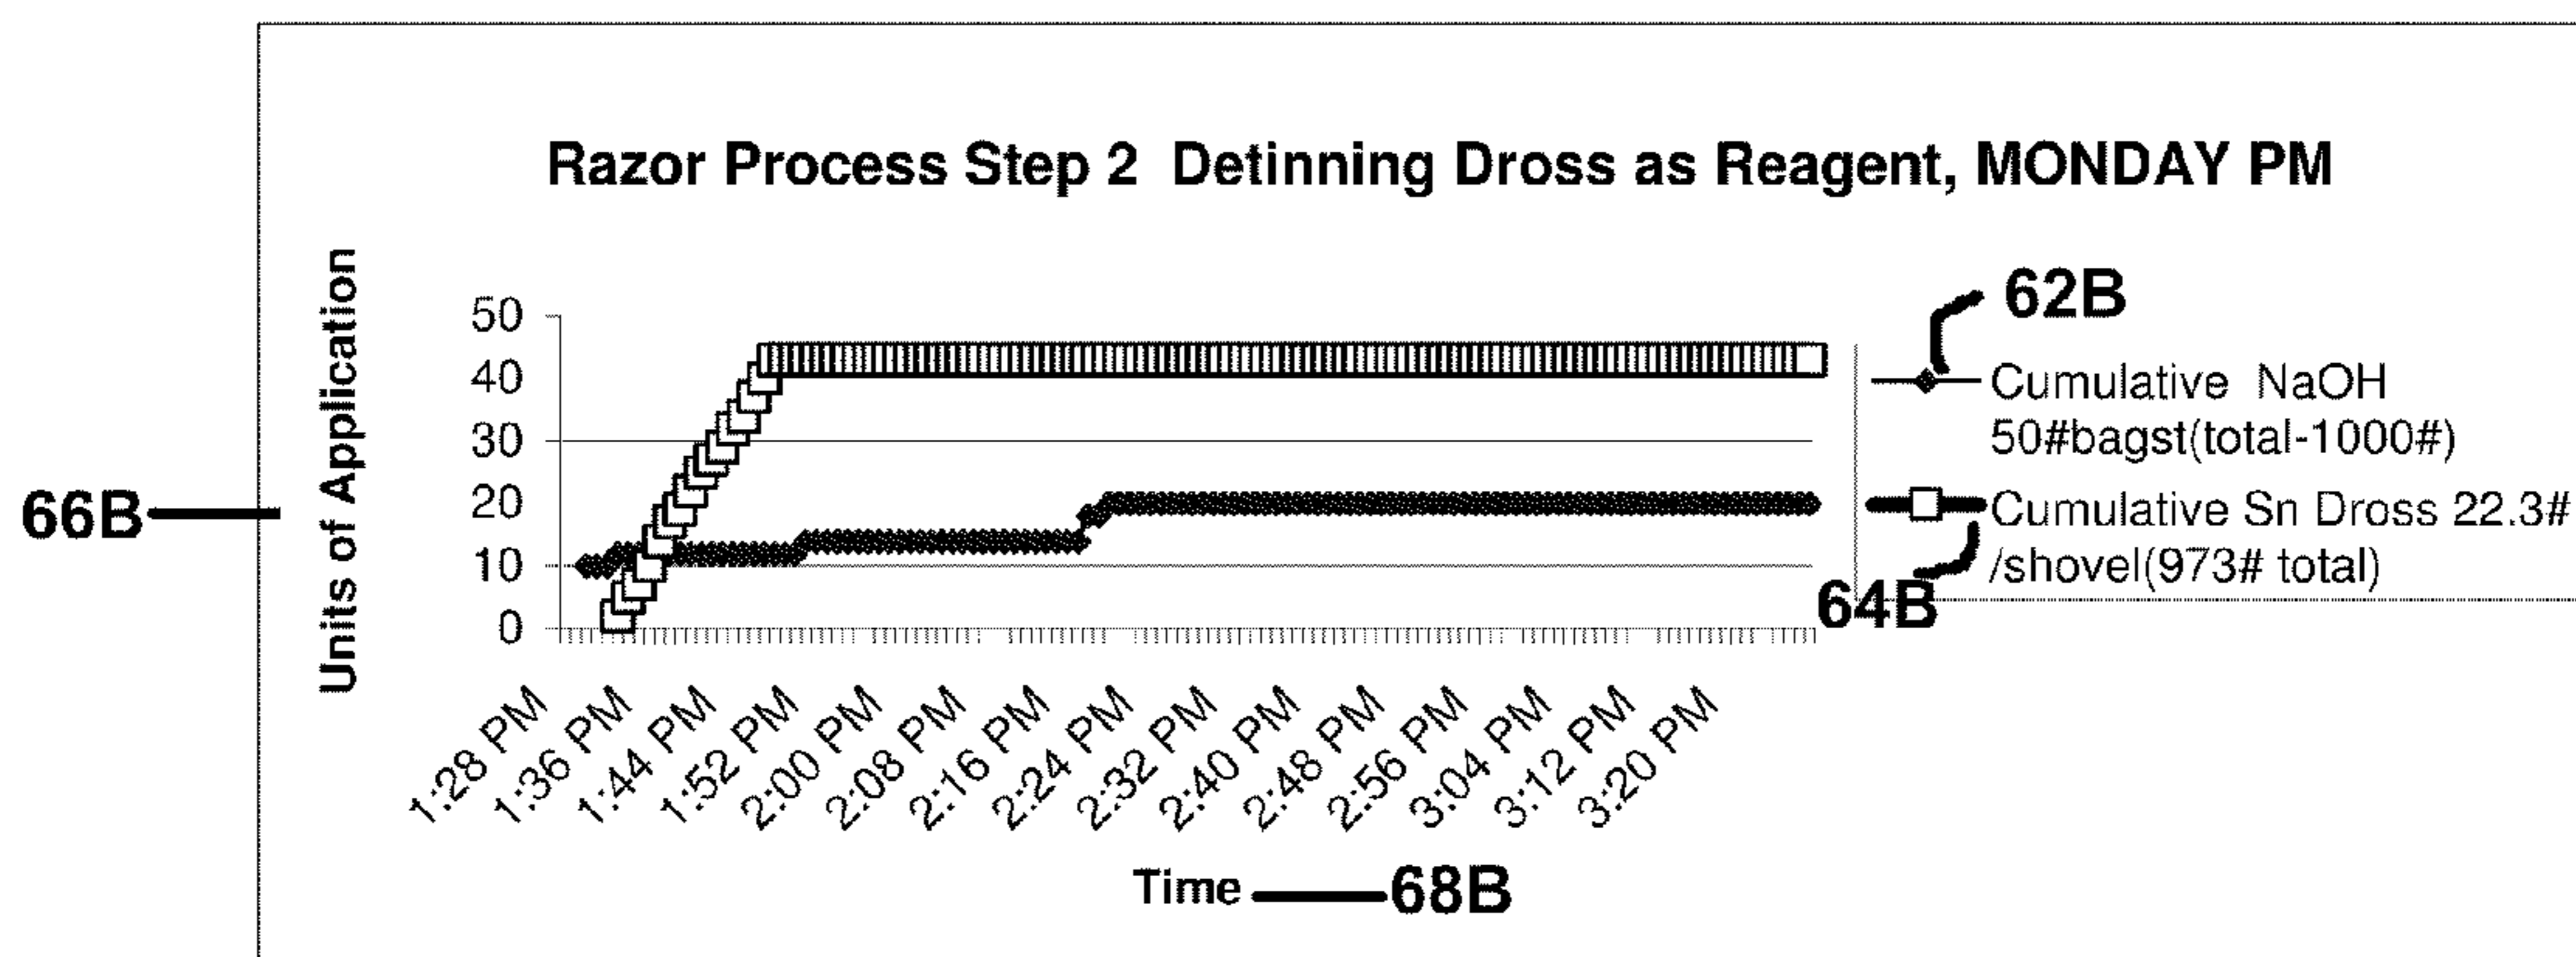 Razor Process Step 2 Detinning Dross as Reagent, MONDAY PM
66B
Units of Application
50
40
30
20
10
0
1:28 PM
1:36 PM
1:44 PM
1:52 PM
2:00 PM
2:08 PM
2:16 PM
2:24 PM
2:32 PM
2:40 PM
2:48 PM
2:56 PM
3:04 PM
3:12 PM
3:20 PM
Time
68B
62B
Cumulative NaOH
50#bagst(total-1000#)
Cumulative Sn Dross 22.3#
/shovel(973# total)
64B